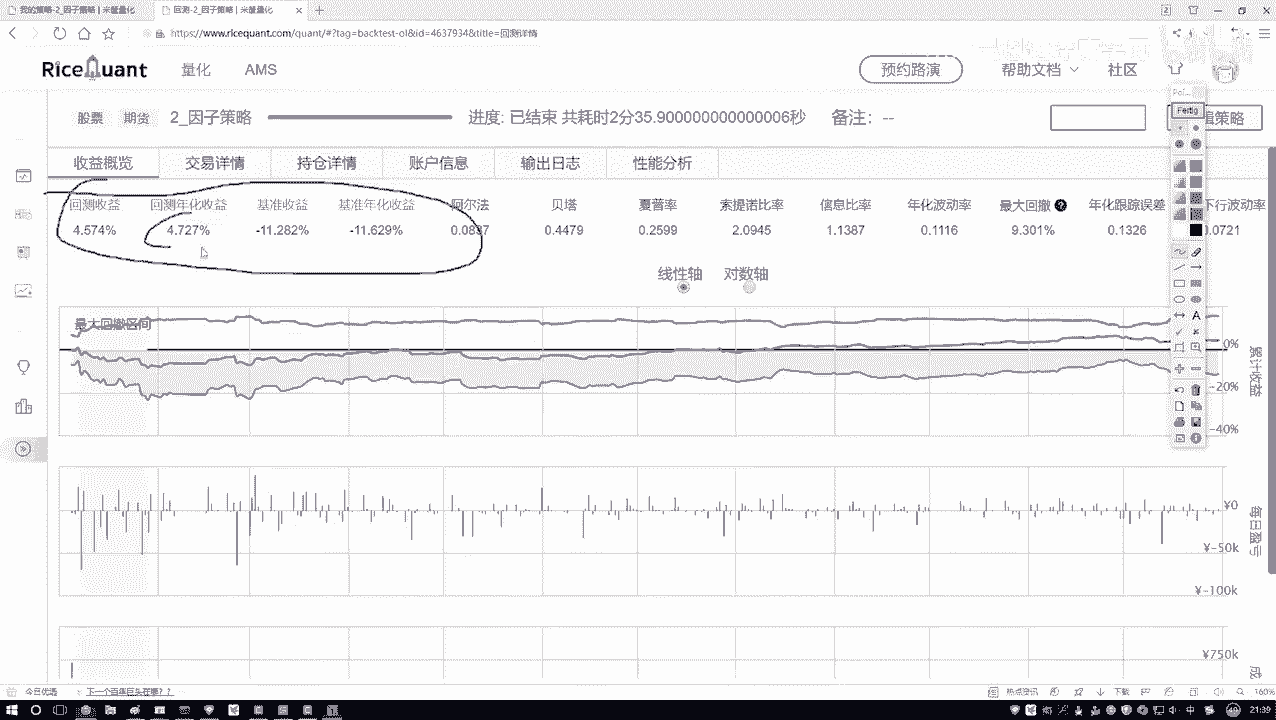 我的策略-2_因子策略 | 米筐量化
回测-2_因子策略 | 米筐量化
https://www.ricequant.com/quant/#?tag=backtest-ol&id=4637934&title=回测详情
RiceQuant 量化 AMS 预约路演 帮助文档 社区
股票 期货 2_因子策略 进度: 已结束 共耗时2分35.900000000000006秒 备注: -- 辑策略
收益概览 交易详情 持仓详情 账户信息 输出日志 性能分析
回测收益 回测年化收益 基准收益 基准年化收益 阿尔法 贝塔 夏普率 索提诺比率 信息比率 年化波动率 最大回撤 年化跟踪误差 下行波动率
4.574% 4.727% -11.282% -11.629% 0.0887 0.4479 0.2599 2.0945 1.1387 0.1116 9.301% 0.1326 0.0721
线性轴 对数轴
最大回撤区间
0%
-20%
-40%
累计收益
¥0
¥-50k
¥-100k
每日盈亏
¥750k
成
今日优选 热点资讯 下载 160%
中 21:39